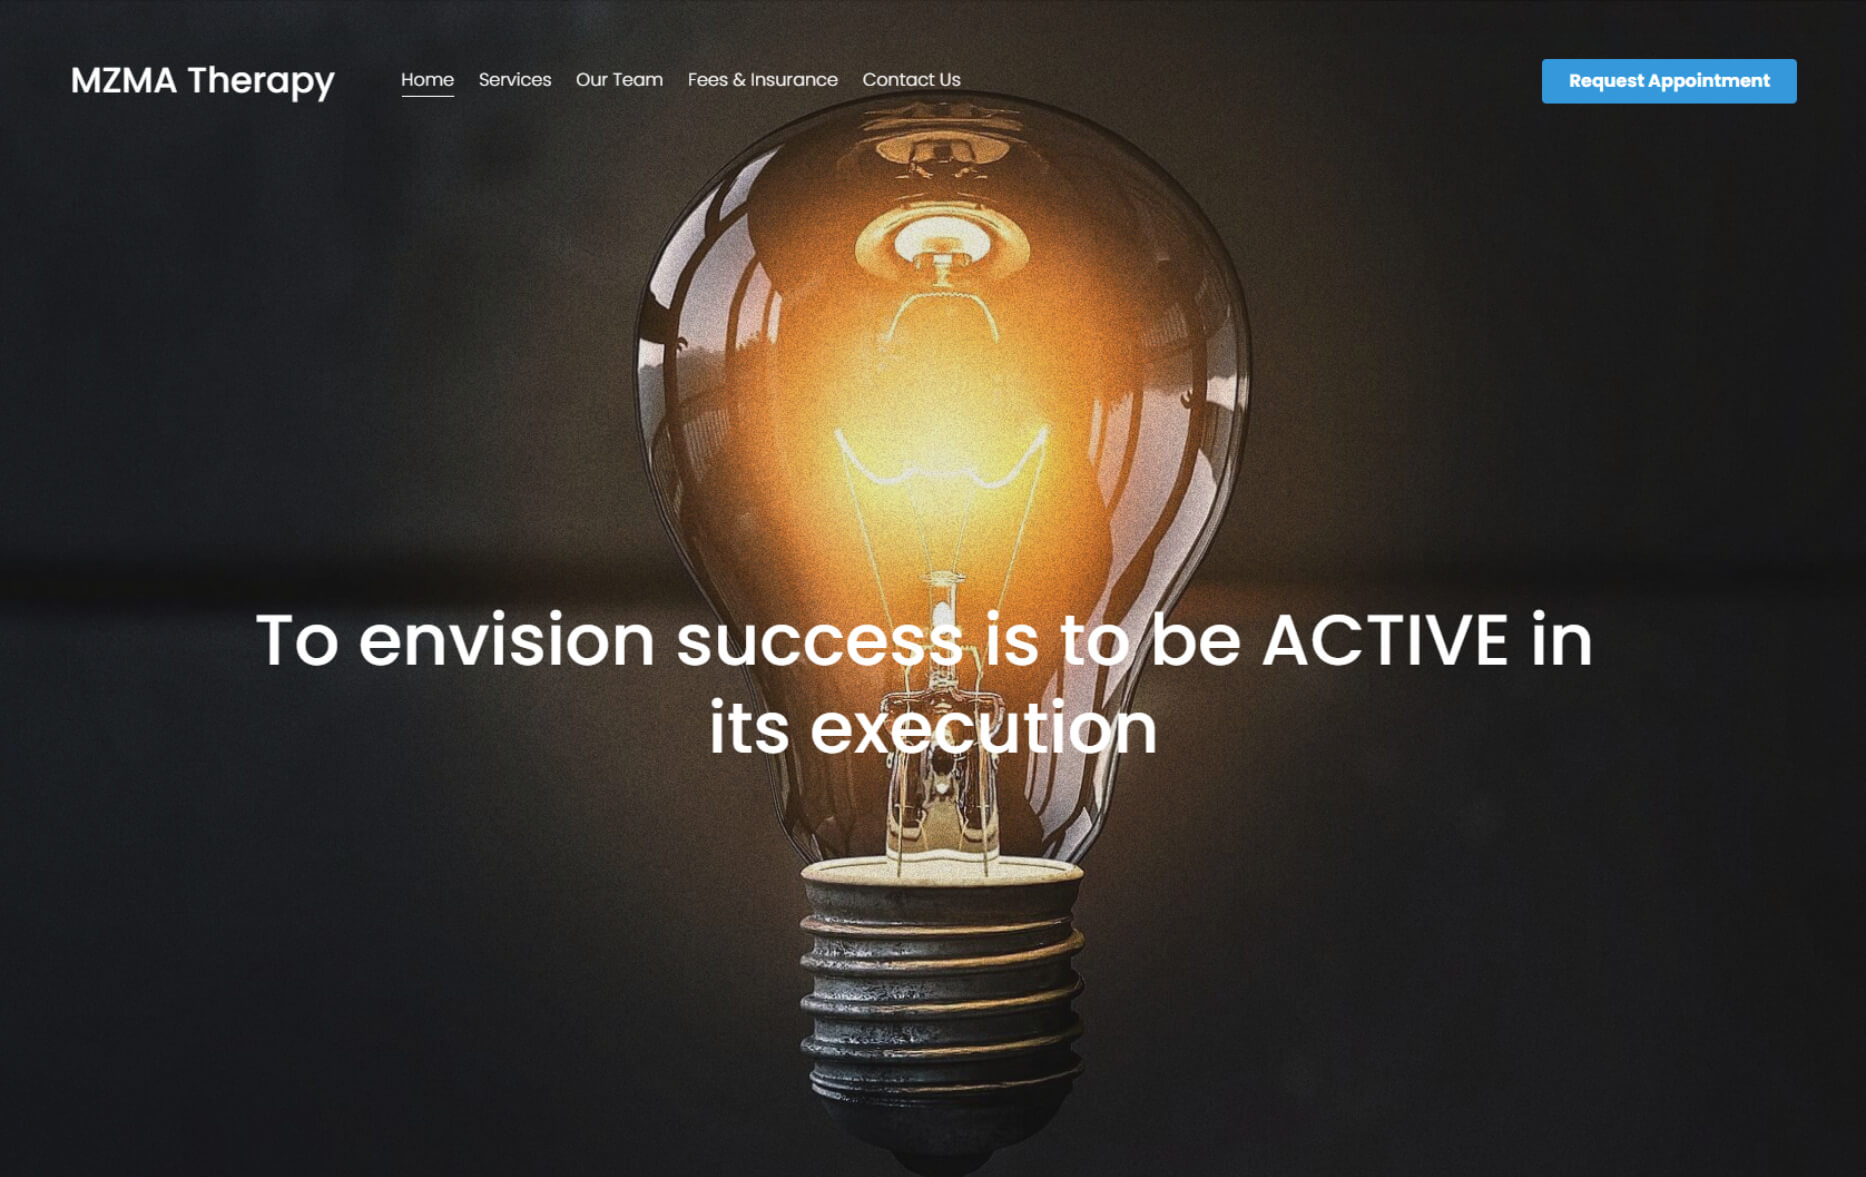 MZMA Therapy
Home Services Our Team Fees & Insurance Contact Us
Request Appointment
To envision success is to be ACTIVE in
its execution